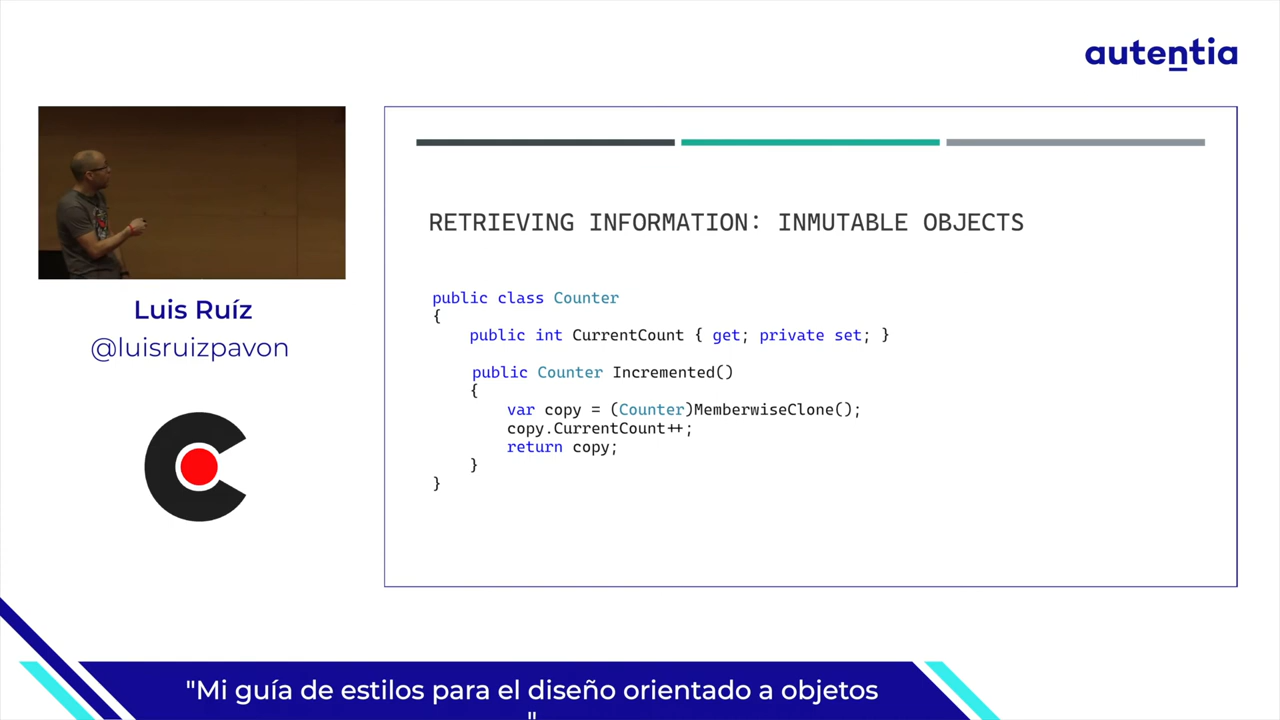 autentia
RETRIEVING INFORMATION: INMUTABLE OBJECTS
public class Counter
{
public int CurrentCount { get; private set; }
public Counter Incremented()
{
var copy = (Counter)MemberwiseClone();
copy.CurrentCount++;
return copy;
}
}
Luis Ruíz
@luisruizpavon
"Mi guía de estilos para el diseño orientado a objetos
"